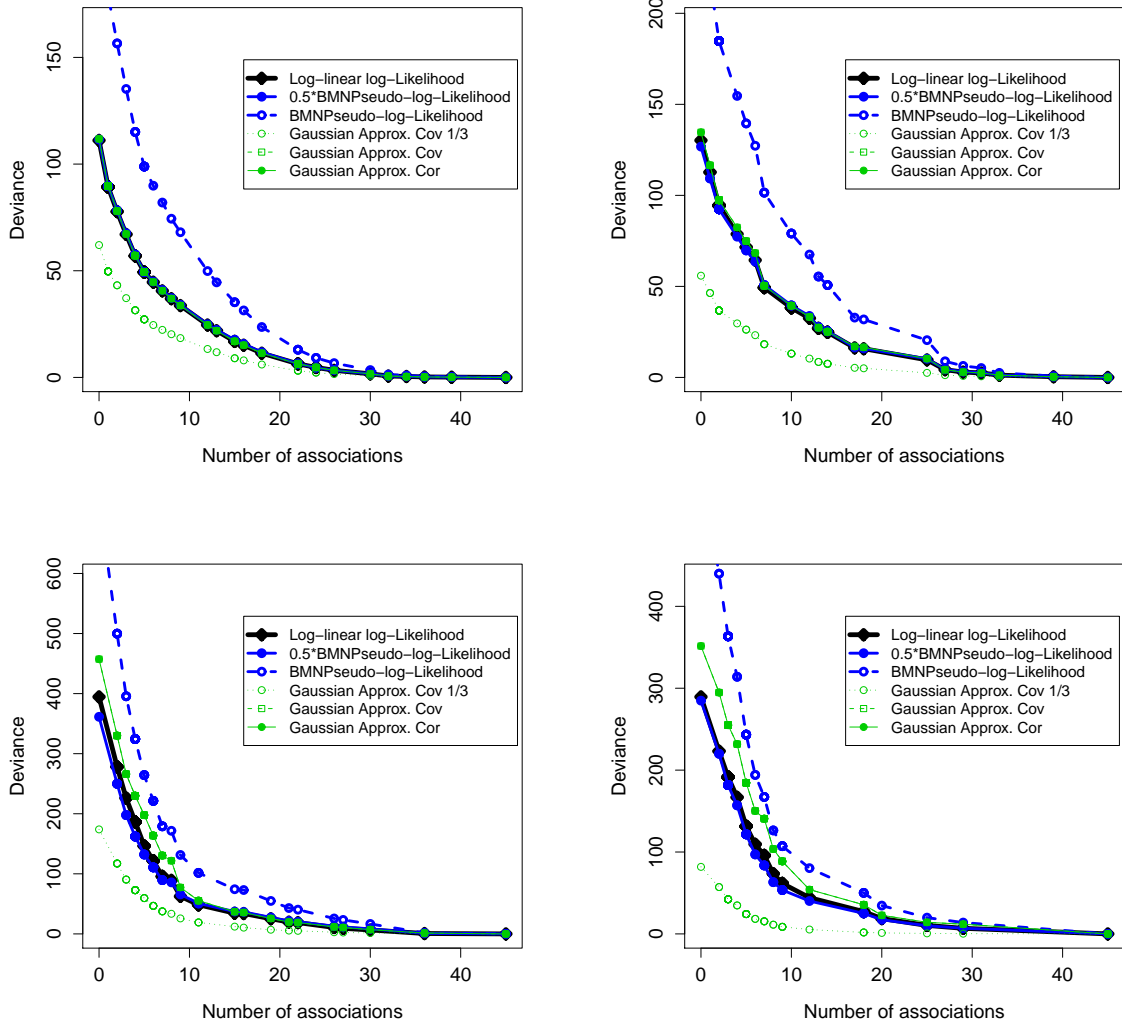 150
100
50
0
Deviance
Log−linear log−Likelihood
0.5*BMNPseudo−log−Likelihood
BMNPseudo−log−Likelihood
Gaussian Approx. Cov 1/3
Gaussian Approx. Cov
Gaussian Approx. Cor
0 10 20 30 40
Number of associations
200
150
100
50
0
Deviance
Log−linear log−Likelihood
0.5*BMNPseudo−log−Likelihood
BMNPseudo−log−Likelihood
Gaussian Approx. Cov 1/3
Gaussian Approx. Cov
Gaussian Approx. Cor
0 10 20 30 40
Number of associations
600
500
400
300
200
100
0
Deviance
Log−linear log−Likelihood
0.5*BMNPseudo−log−Likelihood
BMNPseudo−log−Likelihood
Gaussian Approx. Cov 1/3
Gaussian Approx. Cov
Gaussian Approx. Cor
0 10 20 30 40
Number of associations
400
300
200
100
0
Deviance
Log−linear log−Likelihood
0.5*BMNPseudo−log−Likelihood
BMNPseudo−log−Likelihood
Gaussian Approx. Cov 1/3
Gaussian Approx. Cov
Gaussian Approx. Cor
0 10 20 30 40
Number of associations